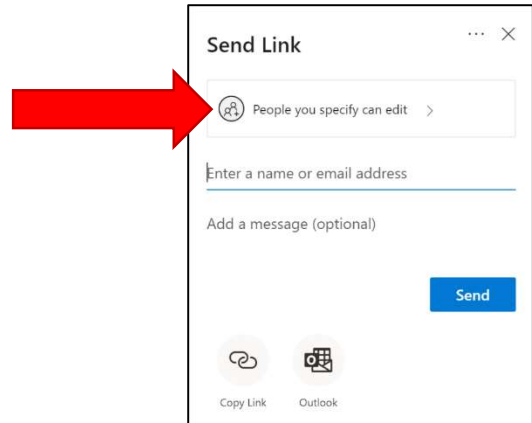 Send Link
People you specify can edit
Enter a name or email address
Add a message (optional)
Send
Copy Link
Outlook